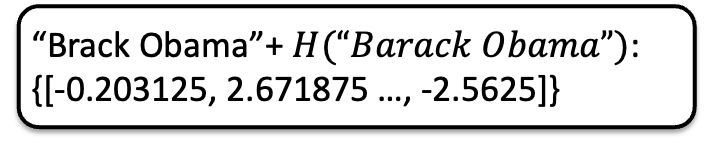 “Brack Obama”+ H(“Barack Obama”):
{[-0.203125, 2.671875 …, -2.5625]}